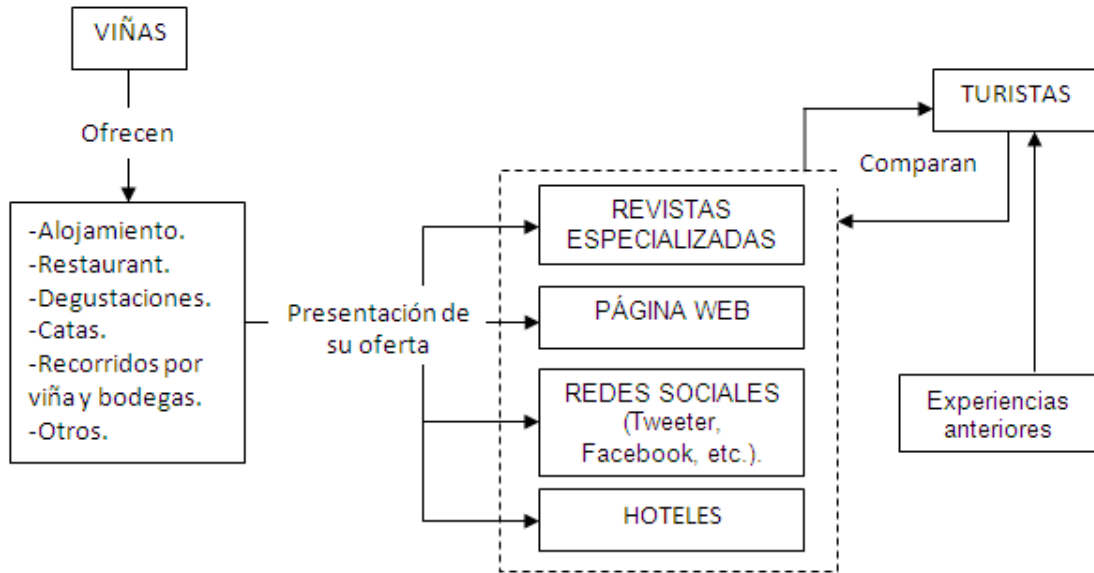 VIÑAS
Ofrecen
-Alojamiento.
-Restaurant.
-Degustaciones.
-Catas.
-Recorridos por
viña y bodegas.
-Otros.
Presentación de
su oferta
REVISTAS
ESPECIALIZADAS
PÁGINA WEB
REDES SOCIALES
(Tweeter,
Facebook, etc.).
HOTELES
TURISTAS
Comparan
Experiencias
anteriores